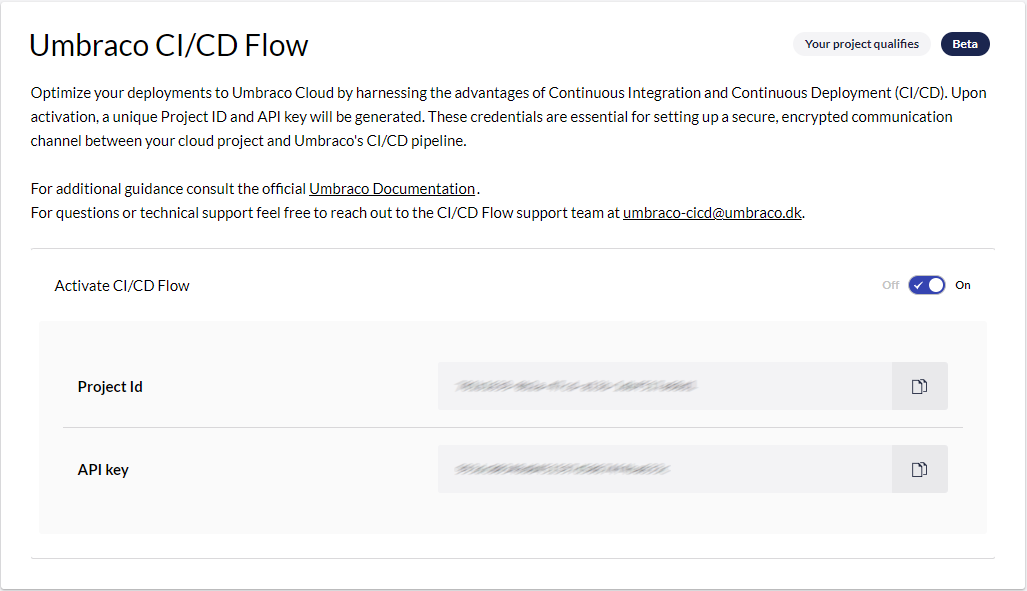 Umbraco CI/CD Flow
Your project qualifies
Beta
Optimize your deployments to Umbraco Cloud by harnessing the advantages of Continuous Integration and Continuous Deployment (CI/CD). Upon
activation, a unique Project ID and API key will be generated. These credentials are essential for setting up a secure, encrypted communication
channel between your cloud project and Umbraco's CI/CD pipeline.
For additional guidance consult the official Umbraco Documentation.
For questions or technical support feel free to reach out to the CI/CD Flow support team at umbraco-cicd@umbraco.dk.
Activate CI/CD Flow
Off
On
Project Id
API key